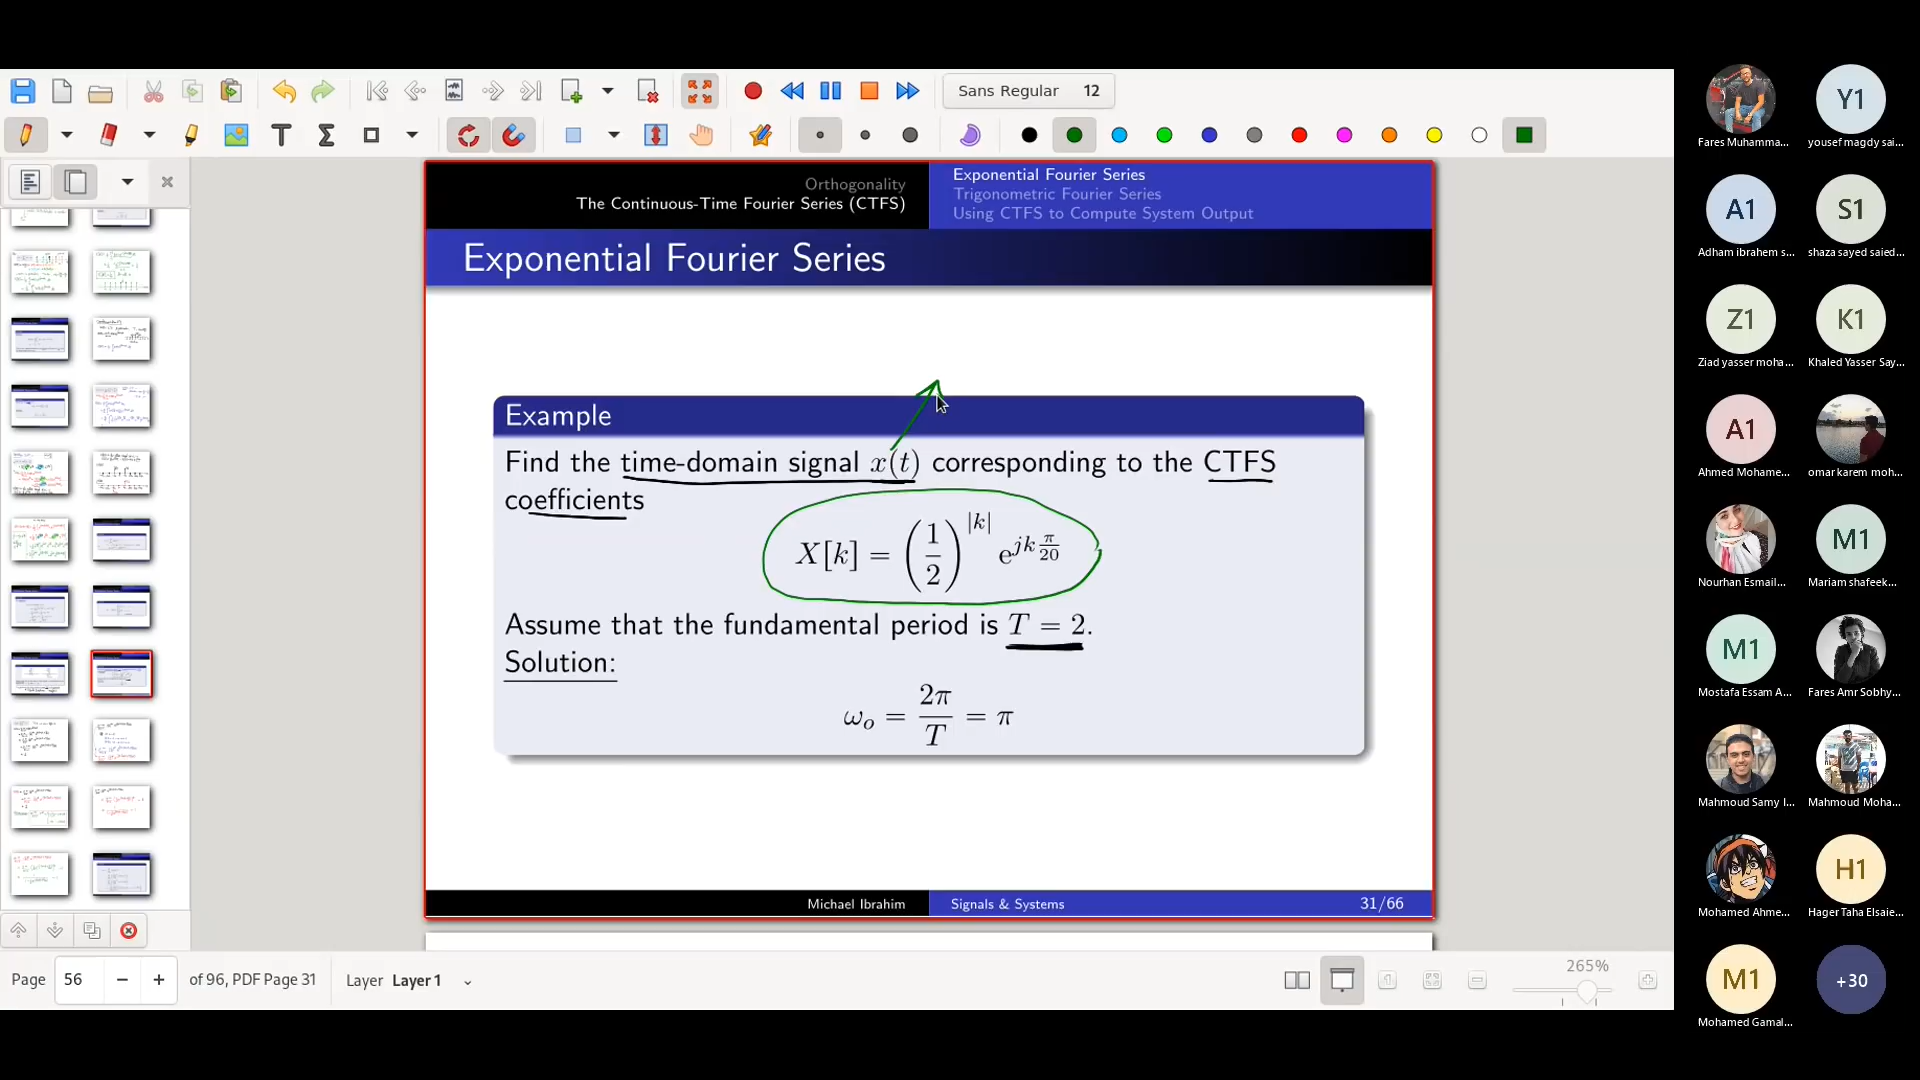 Sans Regular 12
Orthogonality
The Continuous-Time Fourier Series (CTFS)
Exponential Fourier Series
Trigonometric Fourier Series
Using CTFS to Compute System Output
Exponential Fourier Series
Example
Find the time-domain signal x(t) corresponding to the CTFS
coefficients
X[k] = (1/2)^|k| e^{jk π/20}
Assume that the fundamental period is T = 2.
Solution:
ω_o = 2π/T = π
Michael Ibrahim
Signals & Systems
31/66
Page 56 − + of 96, PDF Page 31 Layer Layer 1
265%
Fares Muhamma...
Y1
yousef magdy sai...
A1
Adham ibrahem s...
S1
shaza sayed saied...
Z1
Ziad yasser moha...
K1
Khaled Yasser Say...
A1
Ahmed Mohame...
omar karem moh...
Nourhan Esmail...
M1
Mariam shafeek...
M1
Mostafa Essam A...
Fares Amr Sobhy...
Mahmoud Samy I...
Mahmoud Moha...
Mohamed Ahme...
H1
Hager Taha Elsaie...
M1
Mohamed Gamal...
+30